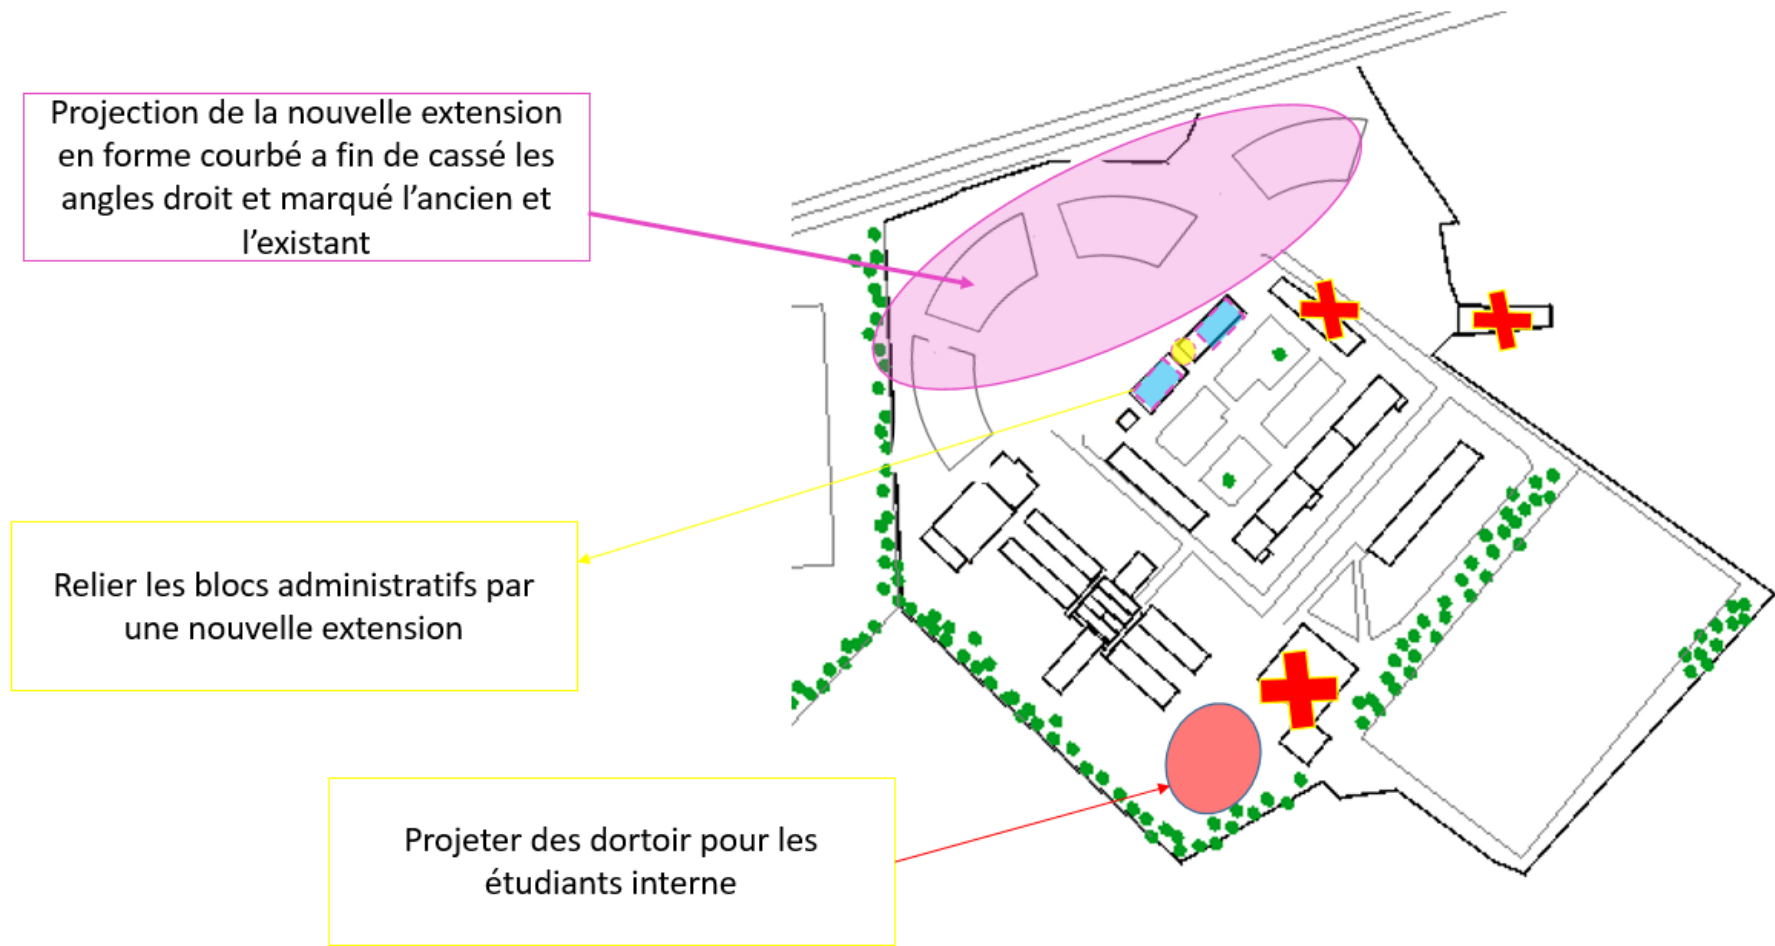 Projection de la nouvelle extension
en forme courbé a fin de cassé les
angles droit et marqué l’ancien et
l’existant
Relier les blocs administratifs par
une nouvelle extension
Projeter des dortoir pour les
étudiants interne